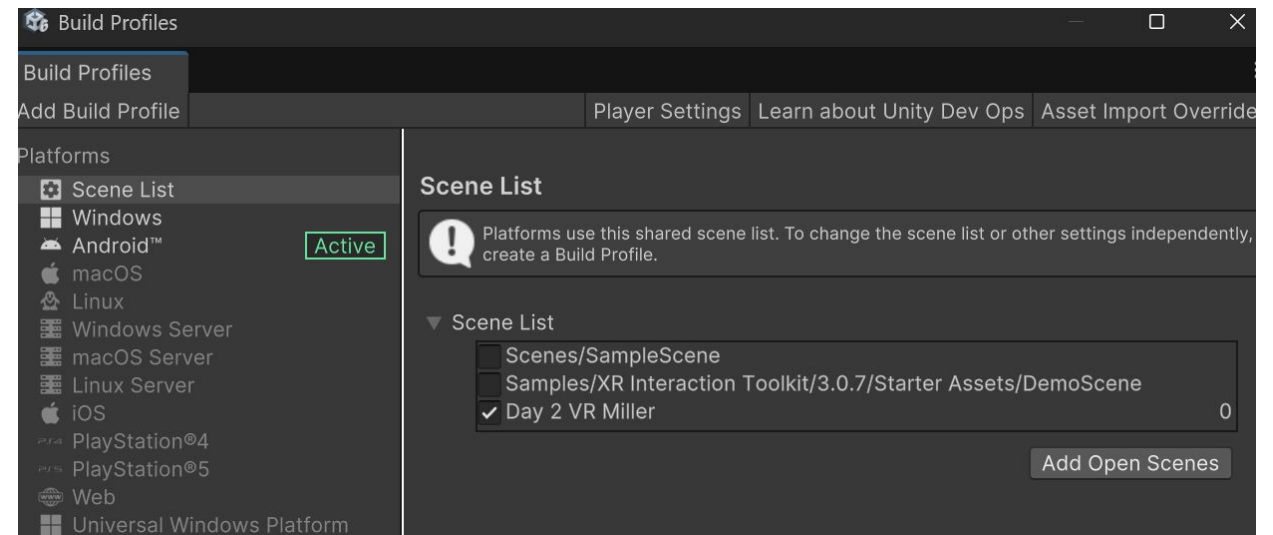 Build Profiles
Build Profiles
Add Build Profile
Player Settings
Learn about Unity Dev Ops
Asset Import Override
Platforms
Scene List
Windows
Android™
Active
macOS
Linux
Windows Server
macOS Server
Linux Server
iOS
PlayStation®4
PlayStation®5
Web
Universal Windows Platform
Scene List
Platforms use this shared scene list. To change the scene list or other settings independently,
create a Build Profile.
Scene List
Scenes/SampleScene
Samples/XR Interaction Toolkit/3.0.7/Starter Assets/DemoScene
Day 2 VR Miller
0
Add Open Scenes